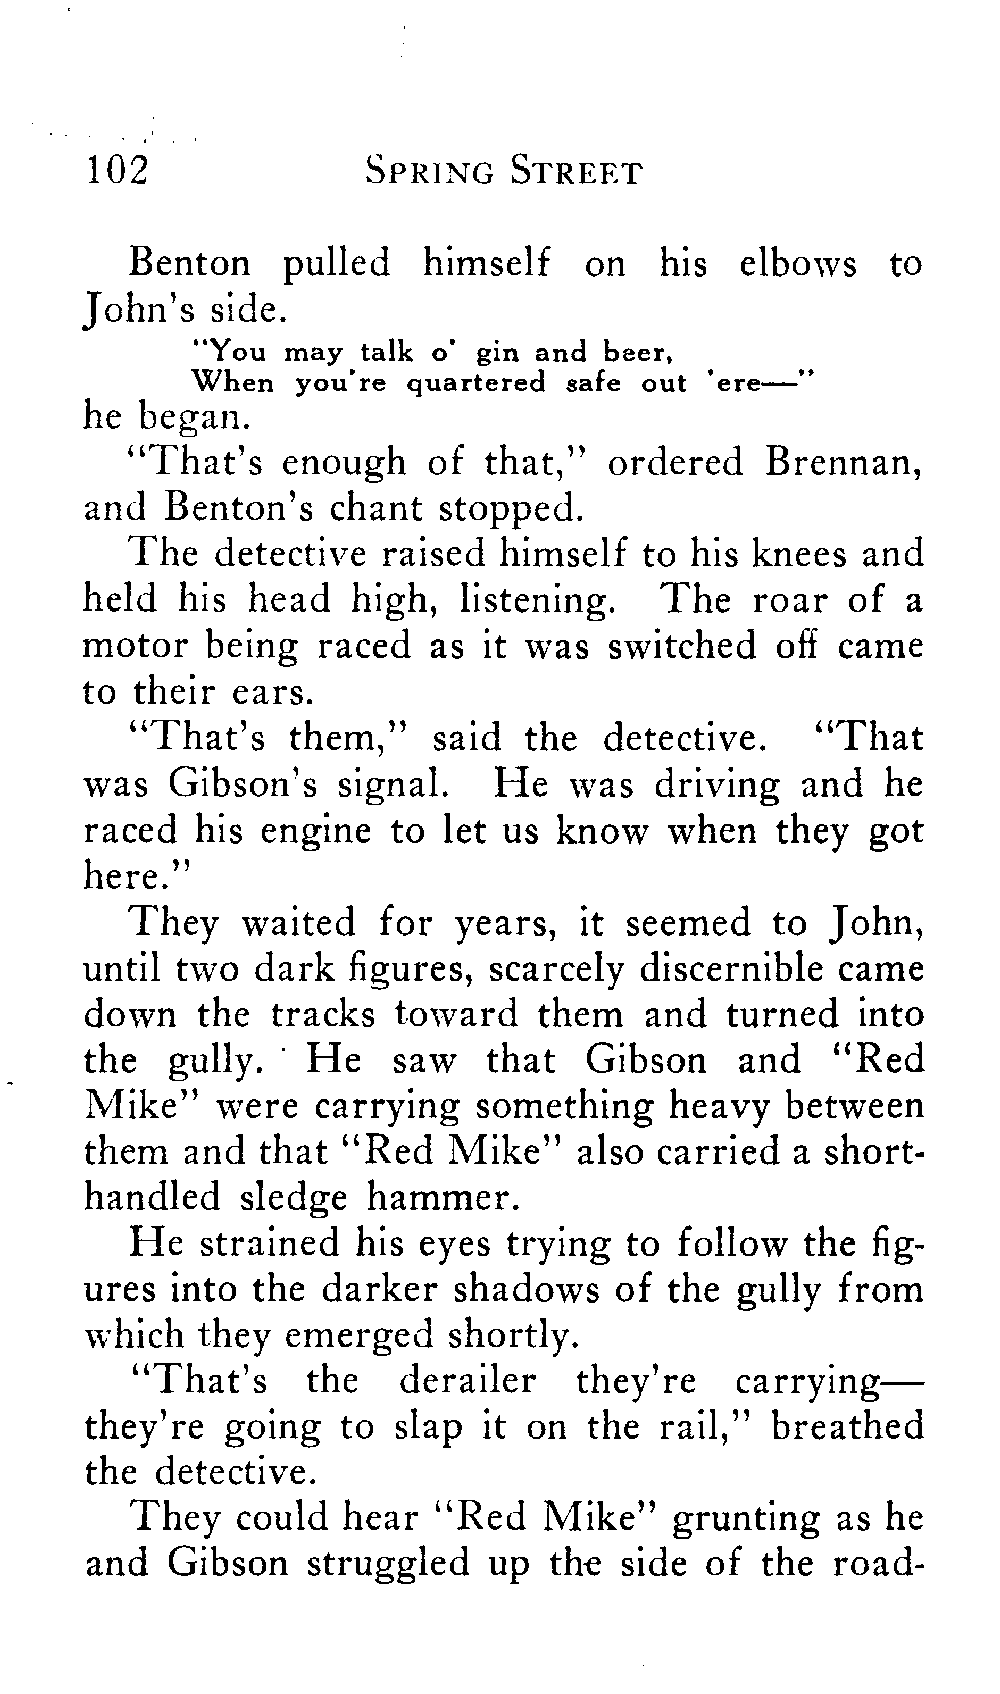 102 SPRING STREET
Benton pulled himself on his elbows to
John's side.
"You may talk o' gin and beer,
When you're quartered safe out 'ere—"
he began.
"That's enough of that," ordered Brennan,
and Benton's chant stopped.
The detective raised himself to his knees and
held his head high, listening. The roar of a
motor being raced as it was switched off came
to their ears.
"That's them," said the detective. "That
was Gibson's signal. He was driving and he
raced his engine to let us know when they got
here."
They waited for years, it seemed to John,
until two dark figures, scarcely discernible came
down the tracks toward them and turned into
the gully. He saw that Gibson and "Red
Mike" were carrying something heavy between
them and that "Red Mike" also carried a short-
handled sledge hammer.
He strained his eyes trying to follow the fig-
ures into the darker shadows of the gully from
which they emerged shortly.
"That's the derailer they're carrying—
they're going to slap it on the rail," breathed
the detective.
They could hear "Red Mike" grunting as he
and Gibson struggled up the side of the road-